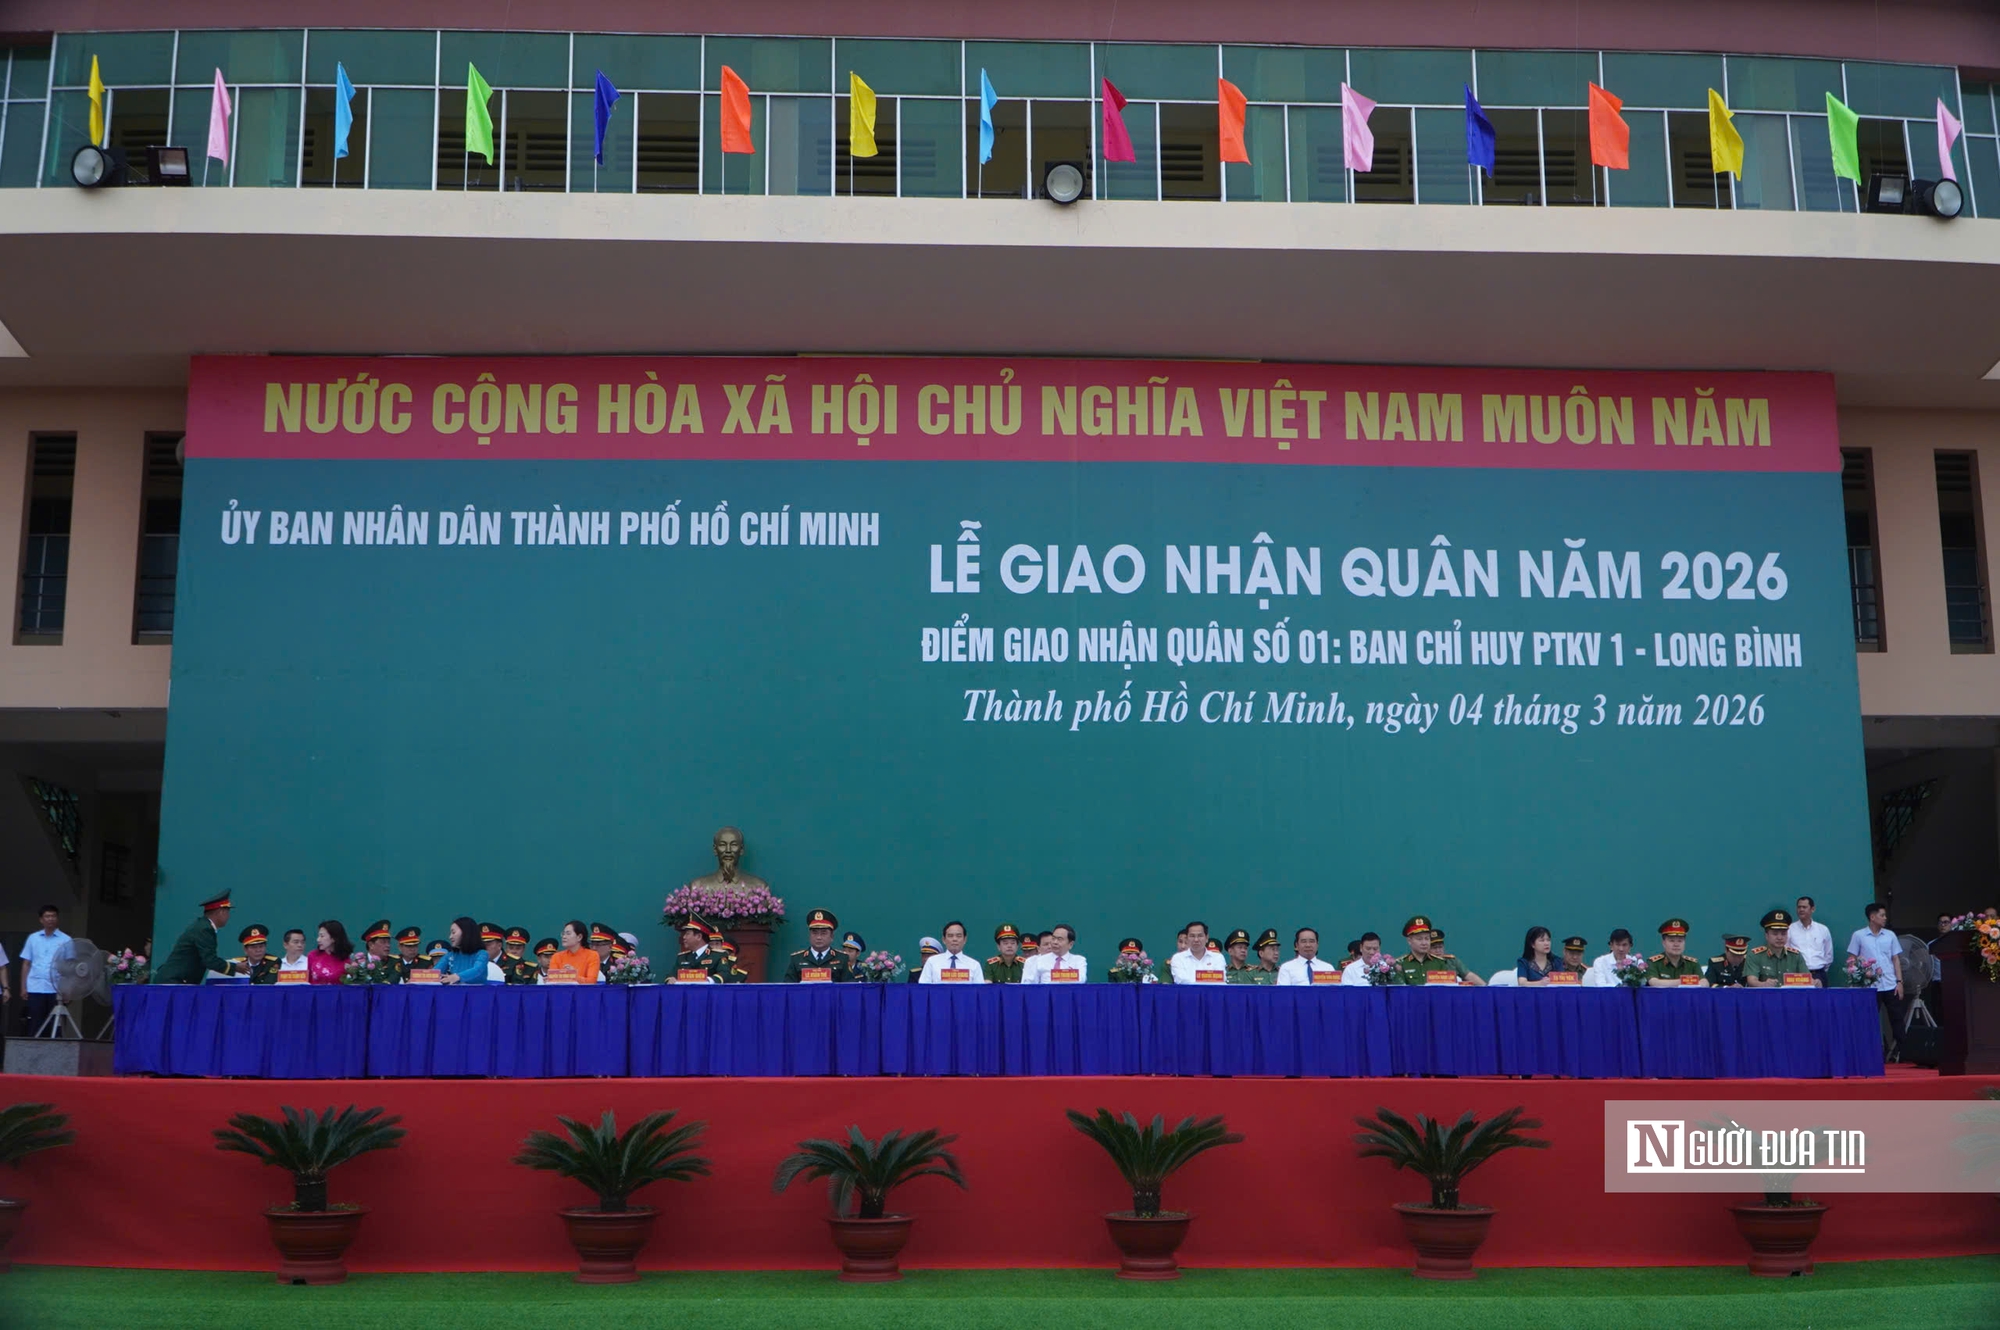 NƯỚC CỘNG HÒA XÃ HỘI CHỦ NGHĨA VIỆT NAM MUÔN NĂM
ỦY BAN NHÂN DÂN THÀNH PHỐ HỒ CHÍ MINH
LỄ GIAO NHẬN QUÂN NĂM 2026
ĐIỂM GIAO NHẬN QUÂN SỐ 01: BAN CHỈ HUY PTKV 1 - LONG BÌNH
Thành phố Hồ Chí Minh, ngày 04 tháng 3 năm 2026
NGƯỜI ĐƯA TIN